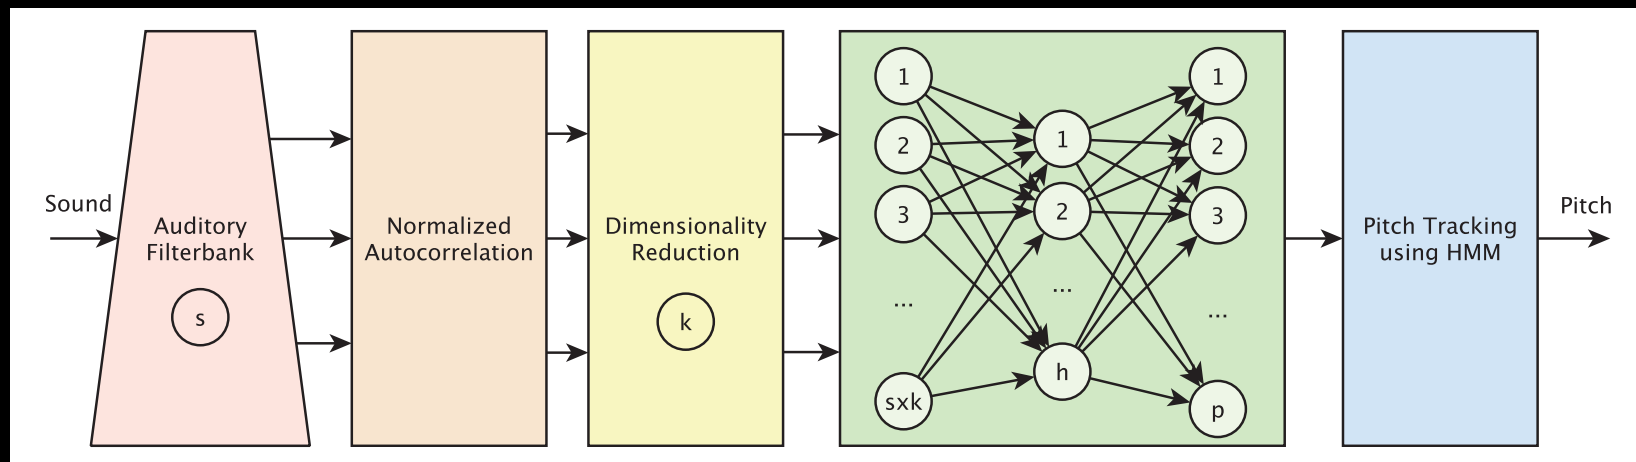 Sound
Auditory
Filterbank
s
Normalized
Autocorrelation
Dimensionality
Reduction
k
1
2
3
...
sxk
1
2
...
h
1
2
3
...
p
Pitch Tracking
using HMM
Pitch